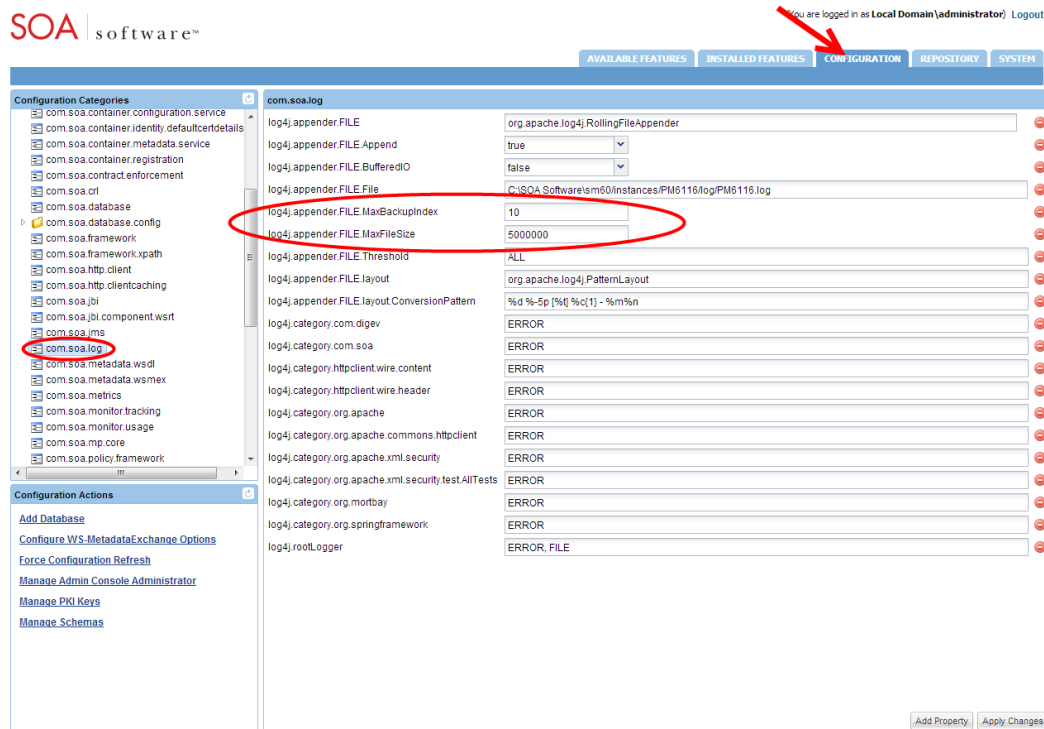 SOA software™
You are logged in as Local Domain\administrator) Logout
AVAILABLE FEATURES INSTALLED FEATURES CONFIGURATION REPOSITORY SYSTEM
Configuration Categories
com.soa.container.configuration.service
com.soa.container.identity.defaultcertdetails
com.soa.container.metadata.service
com.soa.container.registration
com.soa.contract.enforcement
com.soa.crl
com.soa.database
com.soa.database.config
com.soa.framework
com.soa.framework.xpath
com.soa.http.client
com.soa.http.clientcaching
com.soa.jbi
com.soa.jbi.component.wsrt
com.soa.jms
com.soa.log
com.soa.metadata.wsdl
com.soa.metadata.wsmex
com.soa.metrics
com.soa.monitor.tracking
com.soa.monitor.usage
com.soa.mp.core
com.soa.policy.framework
Configuration Actions
Add Database
Configure WS-MetadataExchange Options
Force Configuration Refresh
Manage Admin Console Administrator
Manage PKI Keys
Manage Schemas
com.soa.log
log4j.appender.FILE org.apache.log4j.RollingFileAppender
log4j.appender.FILE.Append true
log4j.appender.FILE.BufferedIO false
log4j.appender.FILE.File C:\SOA Software\sm60/instances/PM6116/log/PM6116.log
log4j.appender.FILE.MaxBackupIndex 10
log4j.appender.FILE.MaxFileSize 5000000
log4j.appender.FILE.Threshold ALL
log4j.appender.FILE.layout org.apache.log4j.PatternLayout
log4j.appender.FILE.layout.ConversionPattern %d %-5p [%t] %c{1} - %m%n
log4j.category.com.digev ERROR
log4j.category.com.soa ERROR
log4j.category.httpclient.wire.content ERROR
log4j.category.httpclient.wire.header ERROR
log4j.category.org.apache ERROR
log4j.category.org.apache.commons.httpclient ERROR
log4j.category.org.apache.xml.security ERROR
log4j.category.org.apache.xml.security.test.AllTests ERROR
log4j.category.org.mortbay ERROR
log4j.category.org.springframework ERROR
log4j.rootLogger ERROR, FILE
Add Property Apply Changes